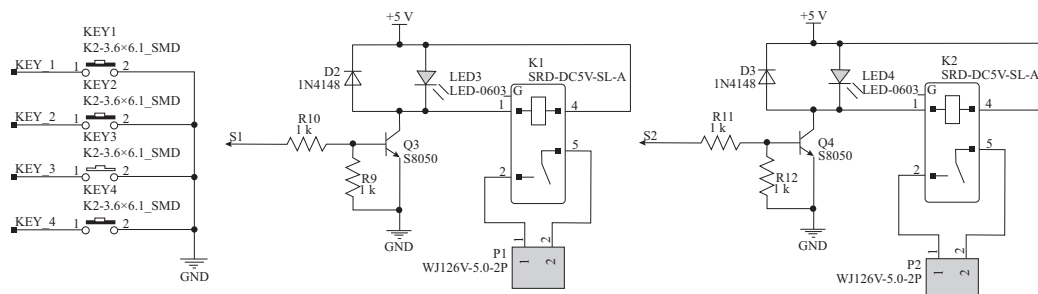 KEY1
K2-3.6×6.1_SMD
KEY_1 1 2
KEY2
K2-3.6×6.1_SMD
KEY_2 1 2
KEY3
K2-3.6×6.1_SMD
KEY_3 1 2
KEY4
K2-3.6×6.1_SMD
KEY_4 1 2
GND
+5 V
D2
1N4148
LED3
LED-0603
K1
SRD-DC5V-SL-A
G
1 4
S1
R10
1 k
Q3
S8050
R9
1 k
2 5
GND
1 2
P1
WJ126V-5.0-2P
1 2
+5 V
D3
1N4148
LED4
LED-0603
K2
SRD-DC5V-SL-A
G
1 4
S2
R11
1 k
Q4
S8050
R12
1 k
2 5
GND
1 2
P2
WJ126V-5.0-2P
1 2